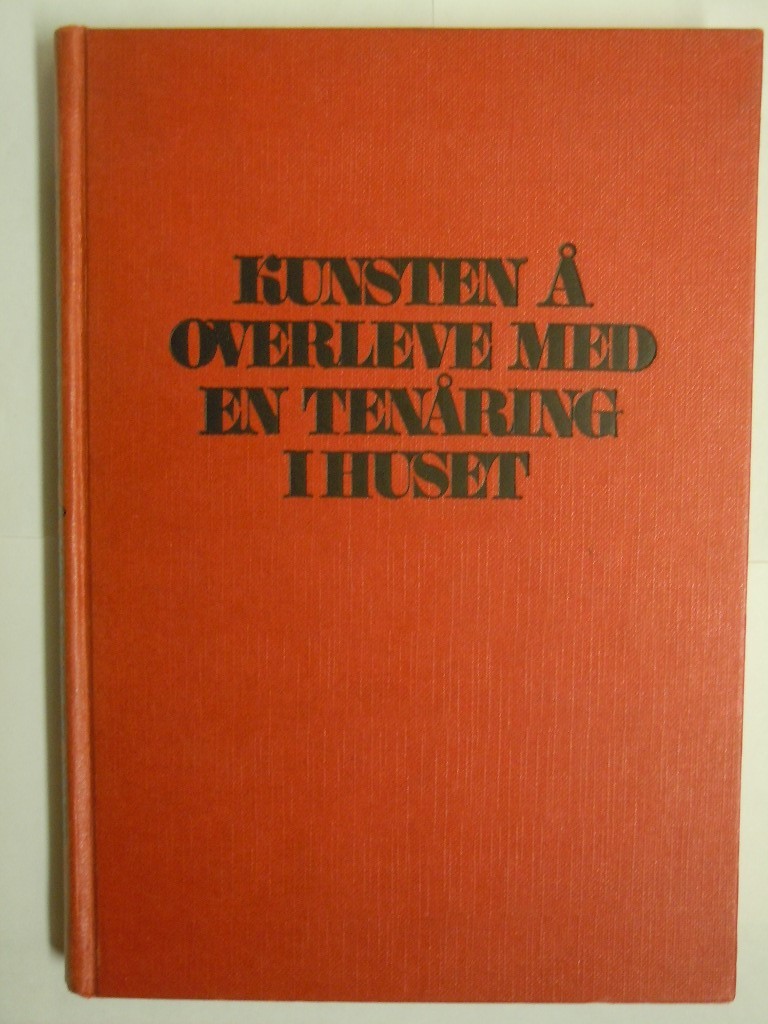 KUNSTEN Å
OVERLEVE MED
EN TENÅRING
I HUSET